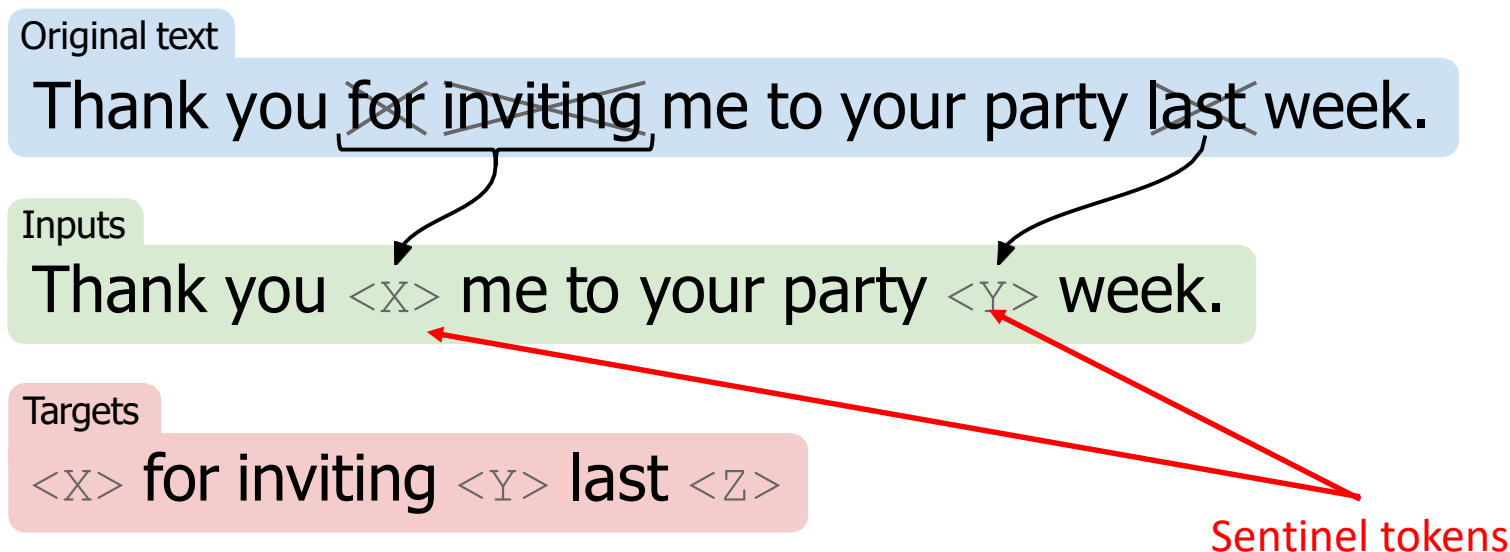 Original text
Thank you for inviting me to your party last week.
Inputs
Thank you <X> me to your party <Y> week.
Targets
<X> for inviting <Y> last <Z>
Sentinel tokens